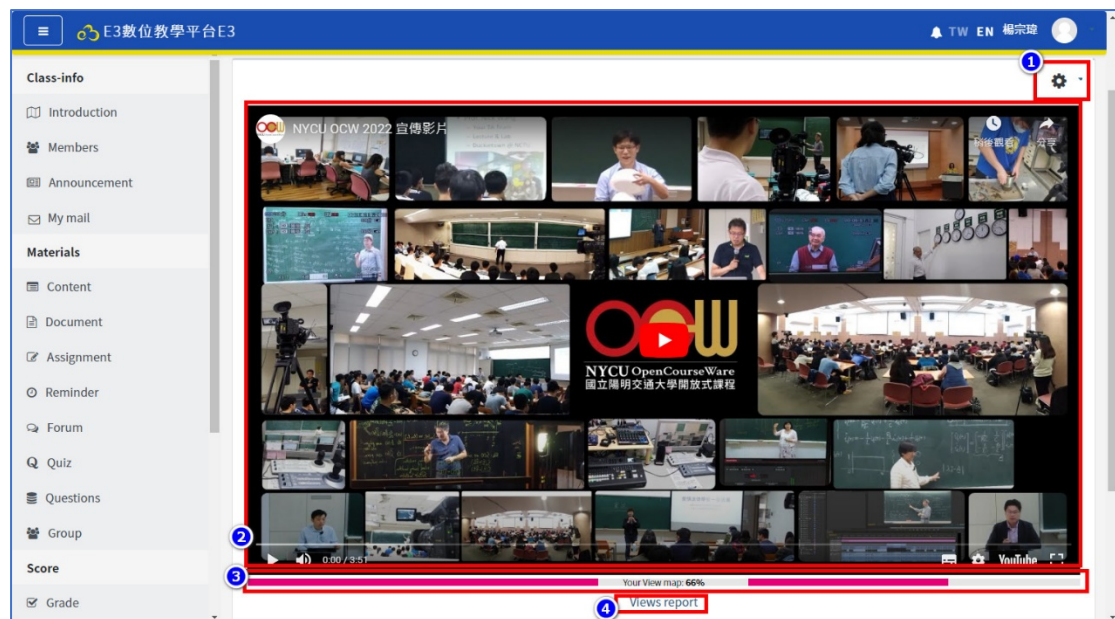 E3數位教學平台E3
TW EN 楊宗瑋
1
Class-info
Introduction
Members
Announcement
My mail
Materials
Content
Document
Assignment
Reminder
Forum
Quiz
Questions
Group
Score
Grade
NYCU OCW 2022 宣傳影片
稍後觀看 分享
OCW
NYCU OpenCourseWare
國立陽明交通大學開放式課程
2
0:00 / 3:51
YouTube
3
Your View map: 66%
4
Views report